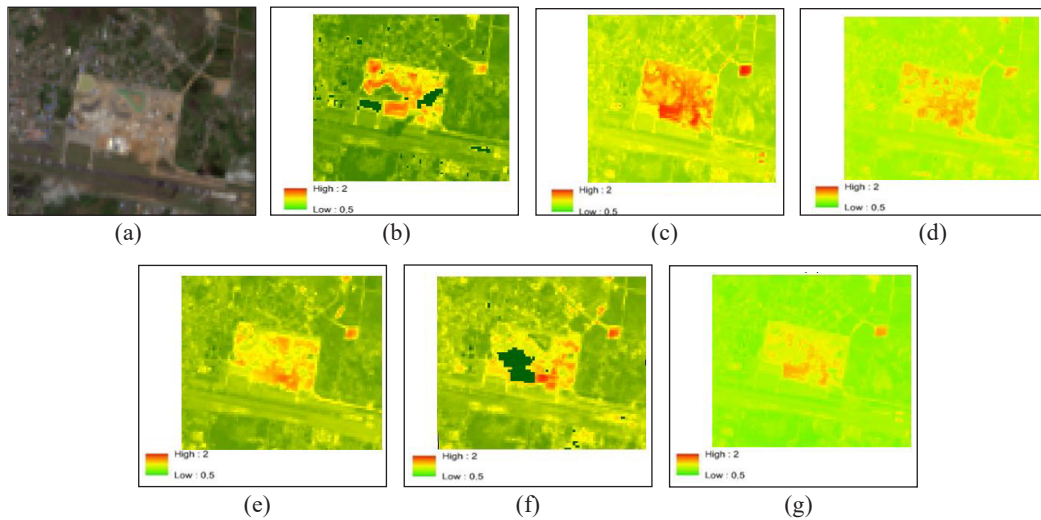 High : 2
Low : 0.5
High : 2
Low : 0.5
High : 2
Low : 0.5
(a)
(b)
(c)
(d)
High : 2
Low : 0.5
High : 2
Low : 0.5
High : 2
Low : 0.5
(e)
(f)
(g)